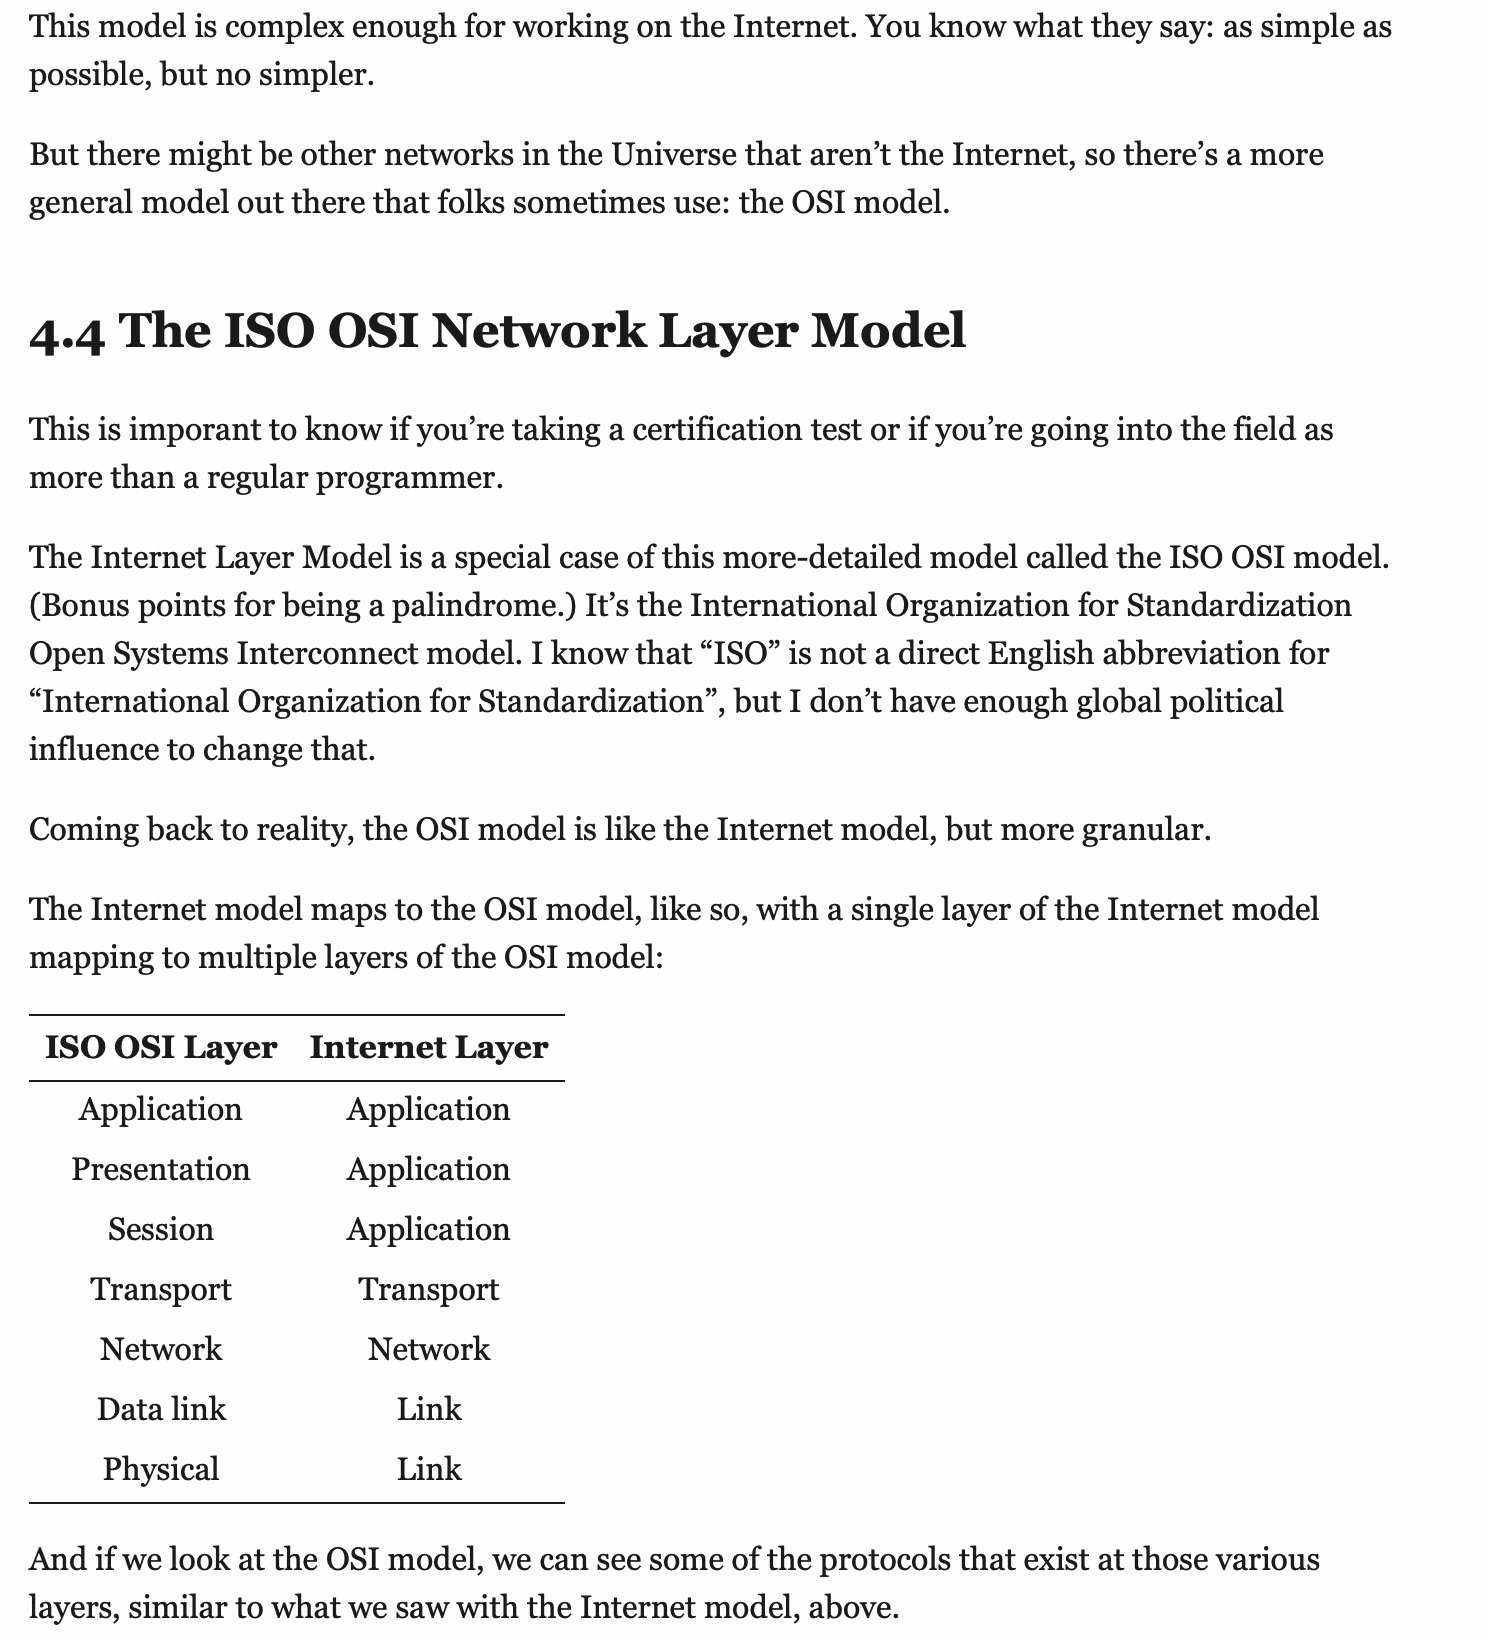 This model is complex enough for working on the Internet. You know what they say: as simple as
possible, but no simpler.
But there might be other networks in the Universe that aren’t the Internet, so there’s a more
general model out there that folks sometimes use: the OSI model.
4.4 The ISO OSI Network Layer Model
This is imporant to know if you’re taking a certification test or if you’re going into the field as
more than a regular programmer.
The Internet Layer Model is a special case of this more-detailed model called the ISO OSI model.
(Bonus points for being a palindrome.) It’s the International Organization for Standardization
Open Systems Interconnect model. I know that “ISO” is not a direct English abbreviation for
“International Organization for Standardization”, but I don’t have enough global political
influence to change that.
Coming back to reality, the OSI model is like the Internet model, but more granular.
The Internet model maps to the OSI model, like so, with a single layer of the Internet model
mapping to multiple layers of the OSI model:
ISO OSI Layer Internet Layer
Application Application
Presentation Application
Session Application
Transport Transport
Network Network
Data link Link
Physical Link
And if we look at the OSI model, we can see some of the protocols that exist at those various
layers, similar to what we saw with the Internet model, above.